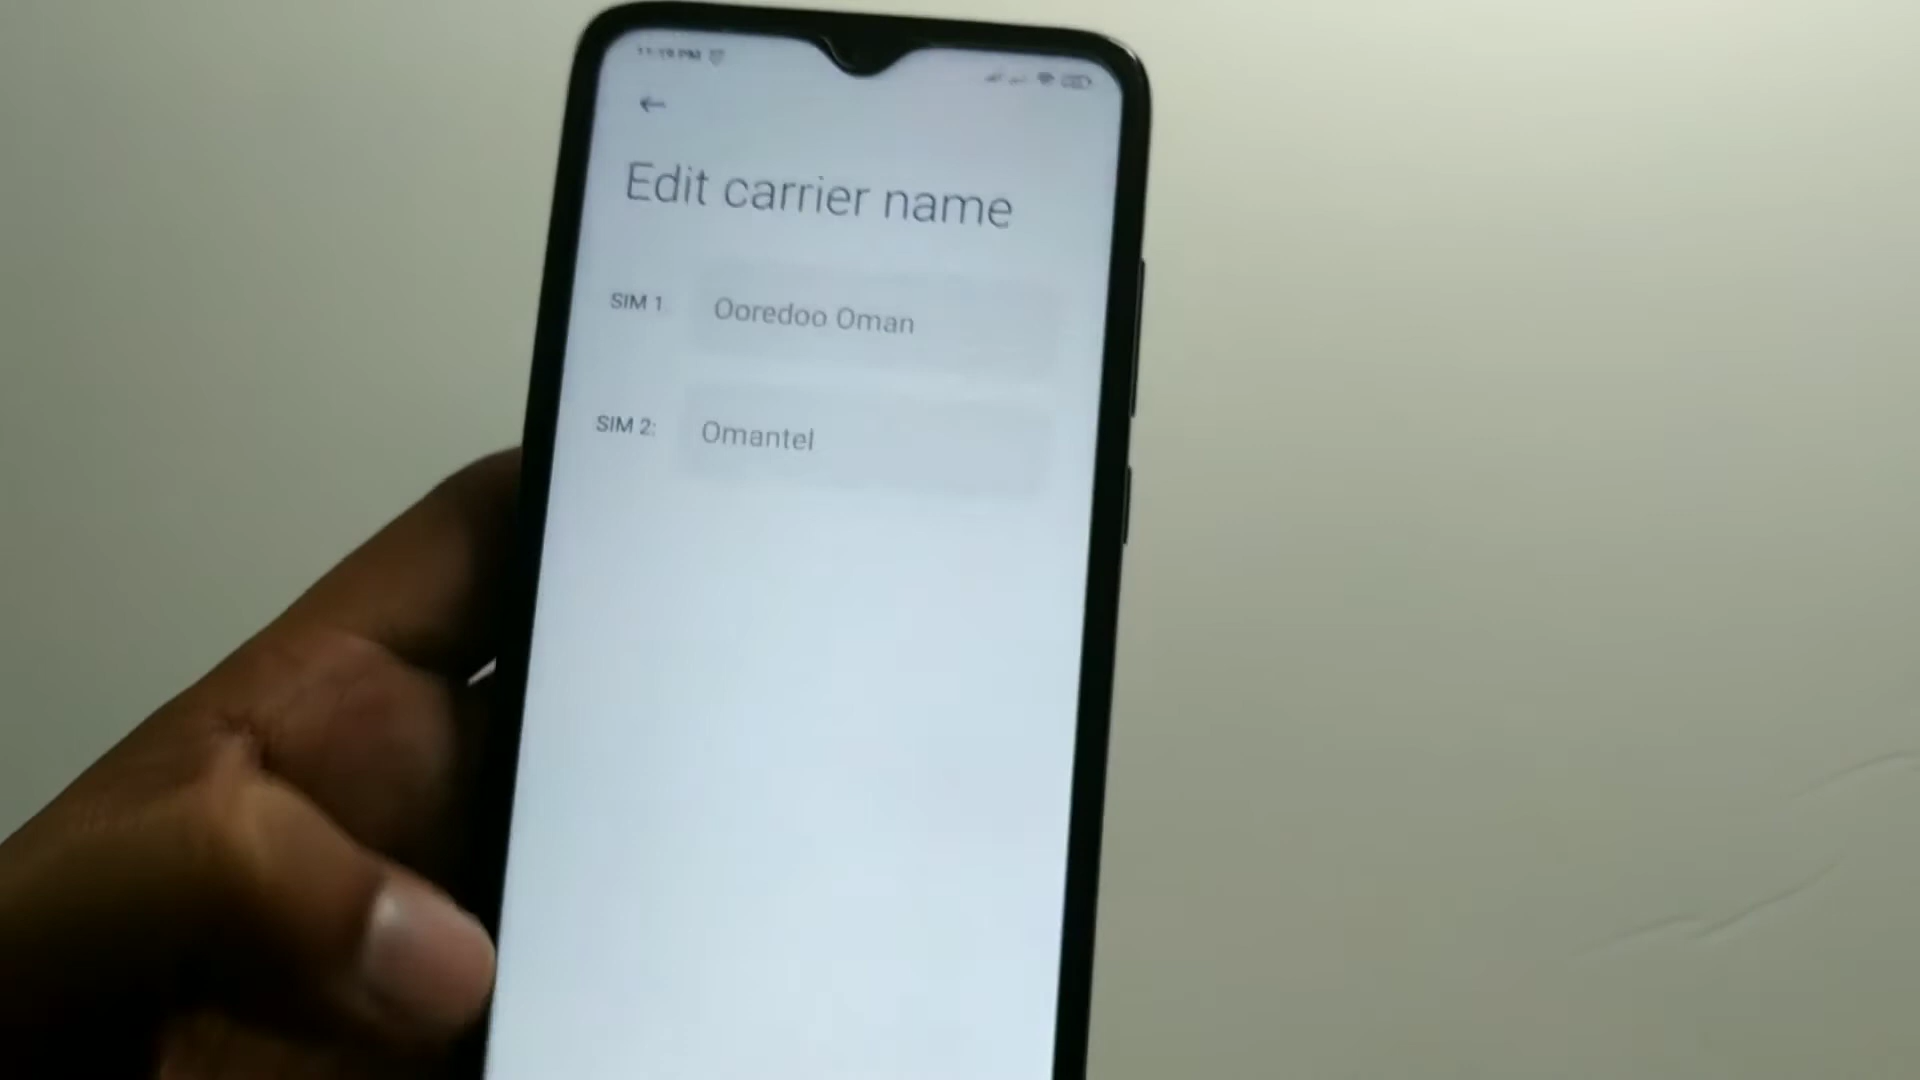 Edit carrier name
SIM 1
Ooredoo Oman
SIM 2:
Omantel